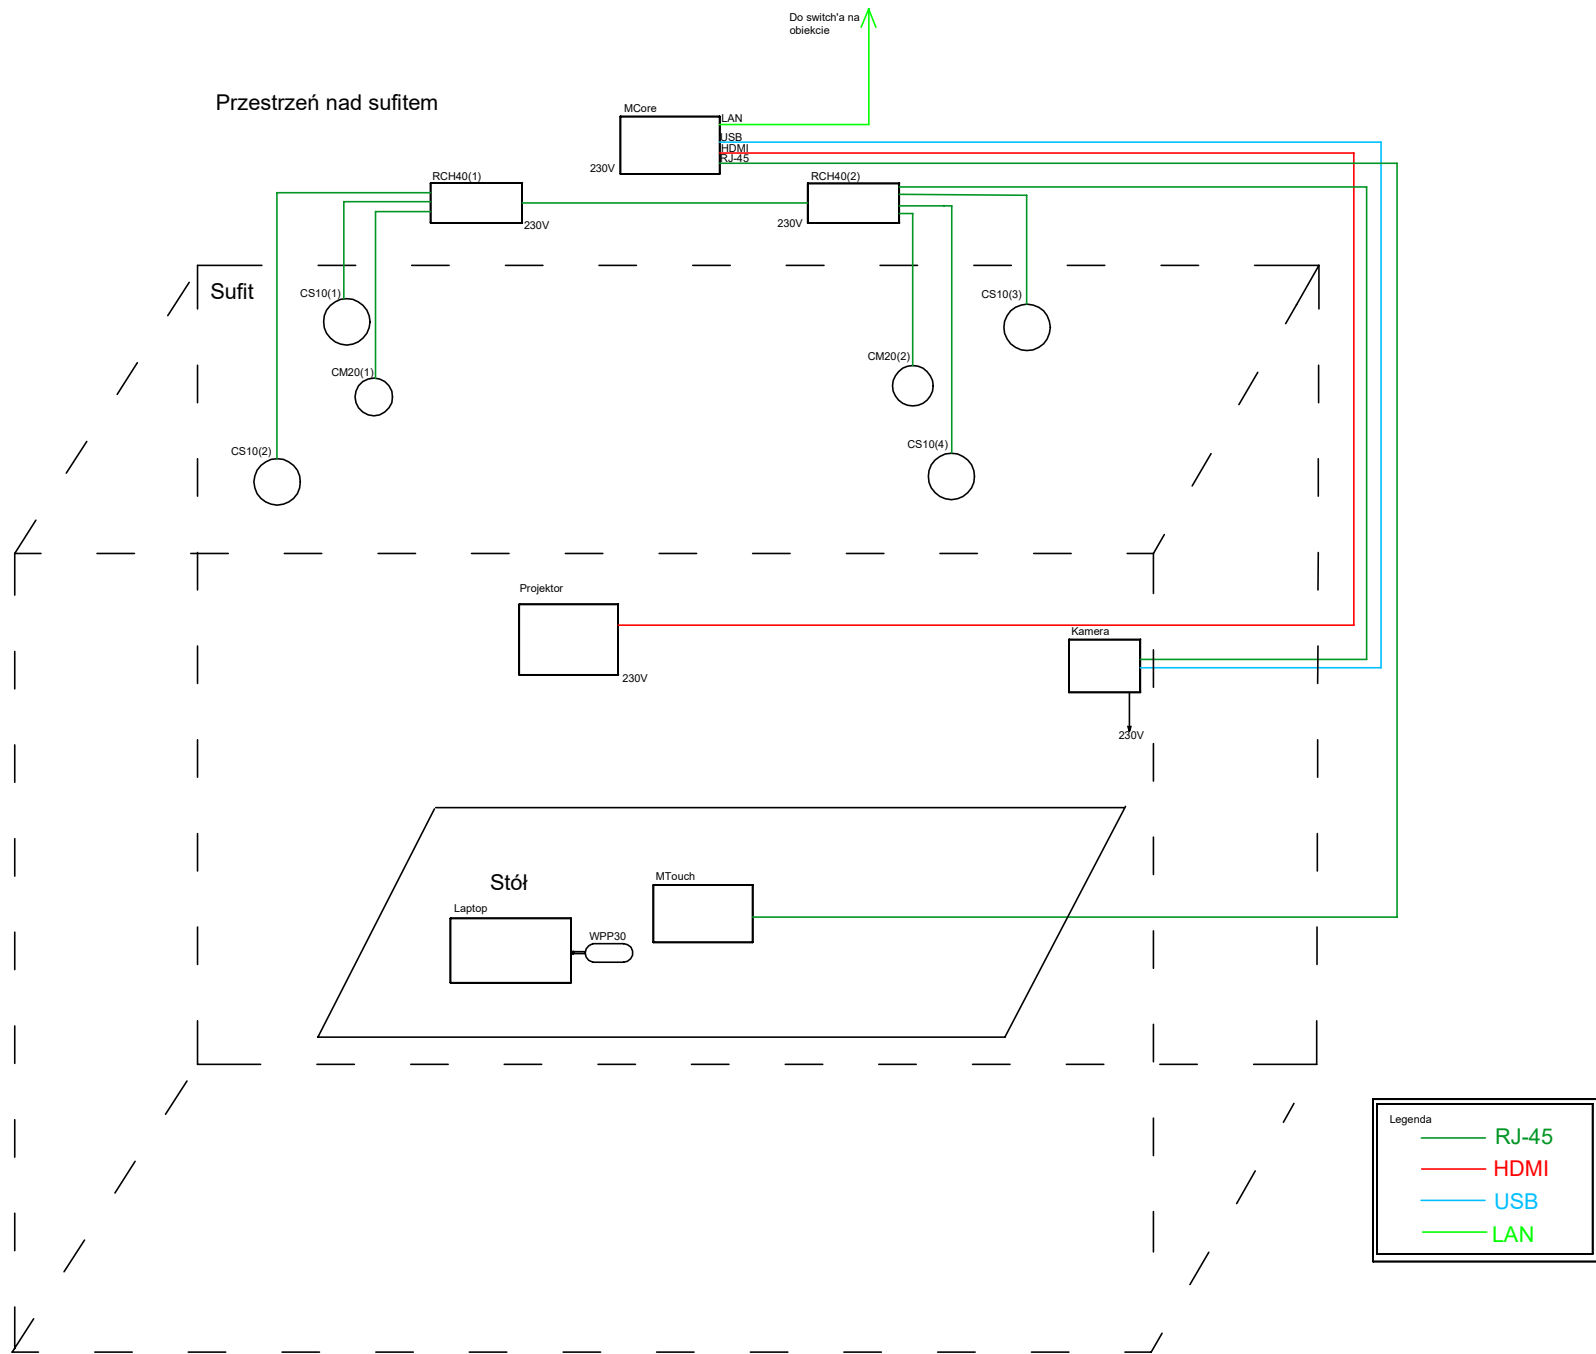 Do switch'a na
obiekcie
Przestrzeń nad sufitem
MCore
LAN
USB
HDMI
RJ-45
230V
RCH40(1)
230V
RCH40(2)
230V
Sufit
CS10(1)
CS10(3)
CM20(1)
CM20(2)
CS10(2)
CS10(4)
Projektor
230V
Kamera
230V
Stół
MTouch
Laptop
WPP30
Legenda
RJ-45
HDMI
USB
LAN